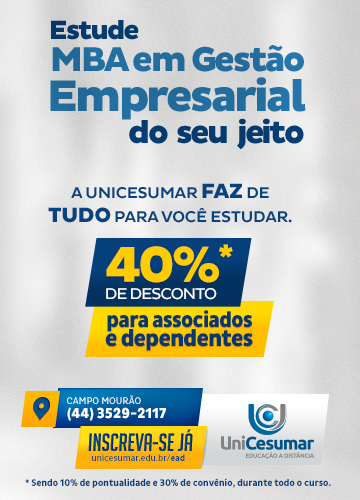 Estude
MBA em Gestão
Empresarial
do seu jeito
A UNICESUMAR FAZ DE
TUDO PARA VOCÊ ESTUDAR.
40%*
DE DESCONTO
para associados
e dependentes
CAMPO MOURÃO
(44) 3529-2117
INSCREVA-SE JÁ
unicesumar.edu.br/ead
UniCesumar
EDUCAÇÃO A DISTÂNCIA
* Sendo 10% de pontualidade e 30% de convênio, durante todo o curso.